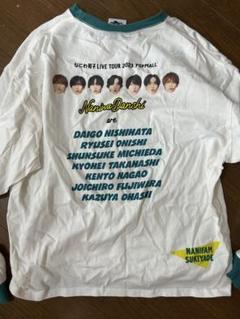 なにわ男子 LIVE TOUR 2023 POPMALL
Naniwa Danshi
are
DAIGO NISHIHATA
RYUSEI ONISHI
SHUNSUKE MICHIEDA
KYOHEI TAKAHASHI
KENTO NAGAO
JOICHIRO FUJIWARA
KAZUYA OHASHI
NANIFAM
SUKIYADE